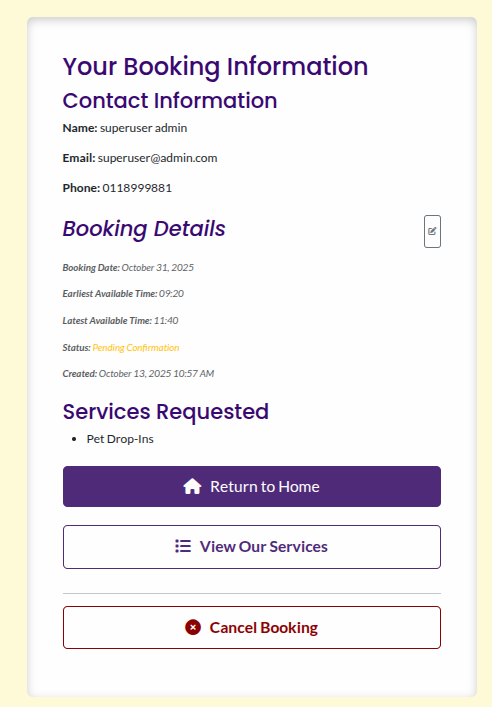 Your Booking Information
Contact Information
Name: superuser admin
Email: superuser@admin.com
Phone: 0118999881
Booking Details
Booking Date: October 31, 2025
Earliest Available Time: 09:20
Latest Available Time: 11:40
Status: Pending Confirmation
Created: October 13, 2025 10:57 AM
Services Requested
Pet Drop-Ins
Return to Home
View Our Services
Cancel Booking